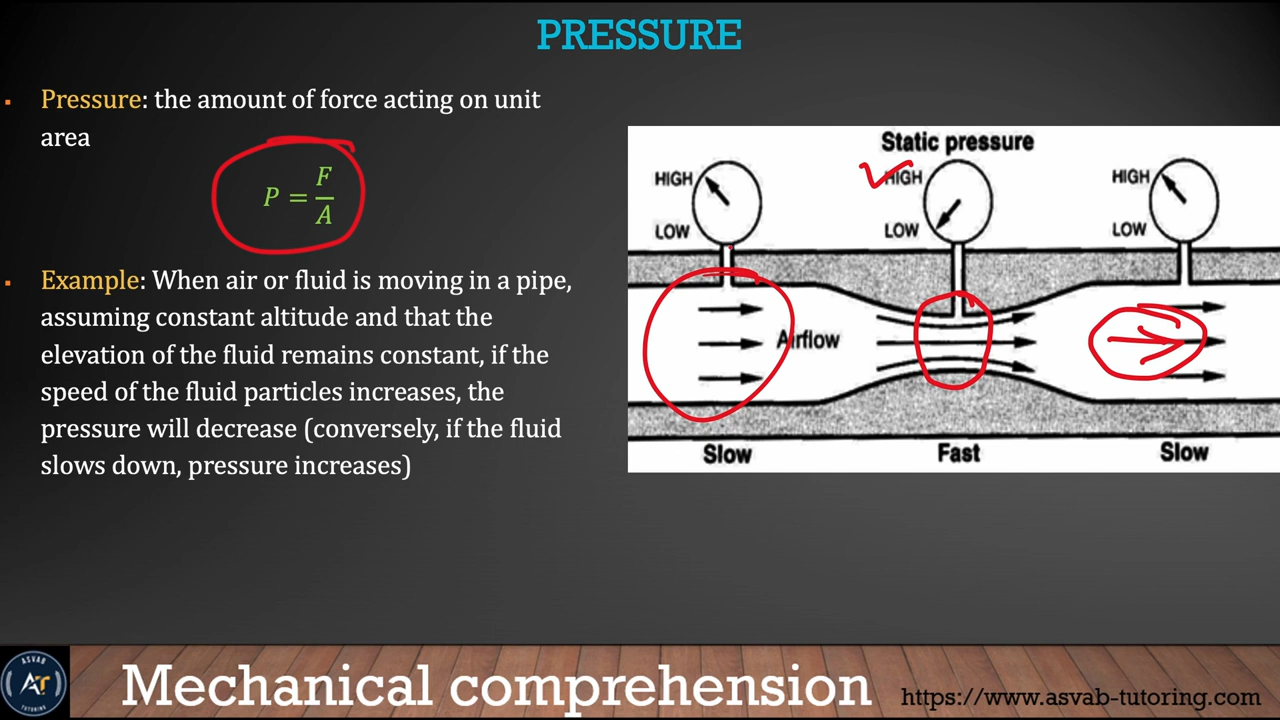 PRESSURE
▪ Pressure: the amount of force acting on unit
area
P = F/A
▪ Example: When air or fluid is moving in a pipe,
assuming constant altitude and that the
elevation of the fluid remains constant, if the
speed of the fluid particles increases, the
pressure will decrease (conversely, if the fluid
slows down, pressure increases)
Static pressure
HIGH HIGH HIGH
LOW LOW LOW
Airflow
Slow Fast Slow
ASVAB
AT
TUTORING
Mechanical comprehension
https://www.asvab-tutoring.com